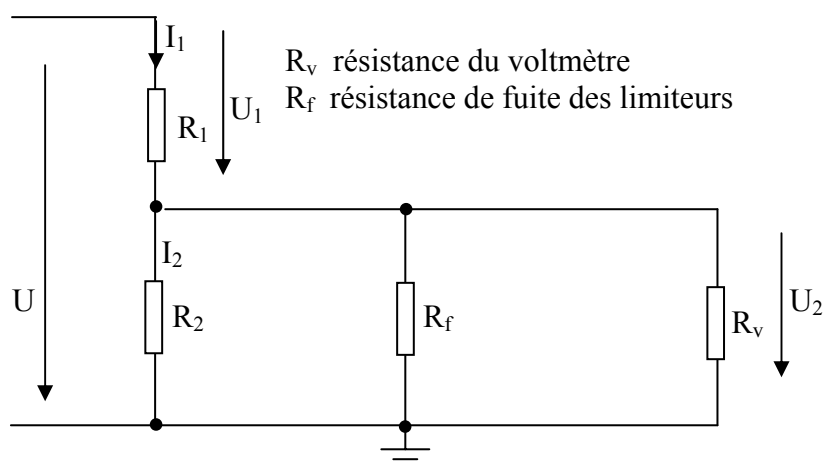 I₁
Rᵥ résistance du voltmètre
R_f résistance de fuite des limiteurs
R₁
U₁
I₂
U
R₂
R_f
Rᵥ
U₂